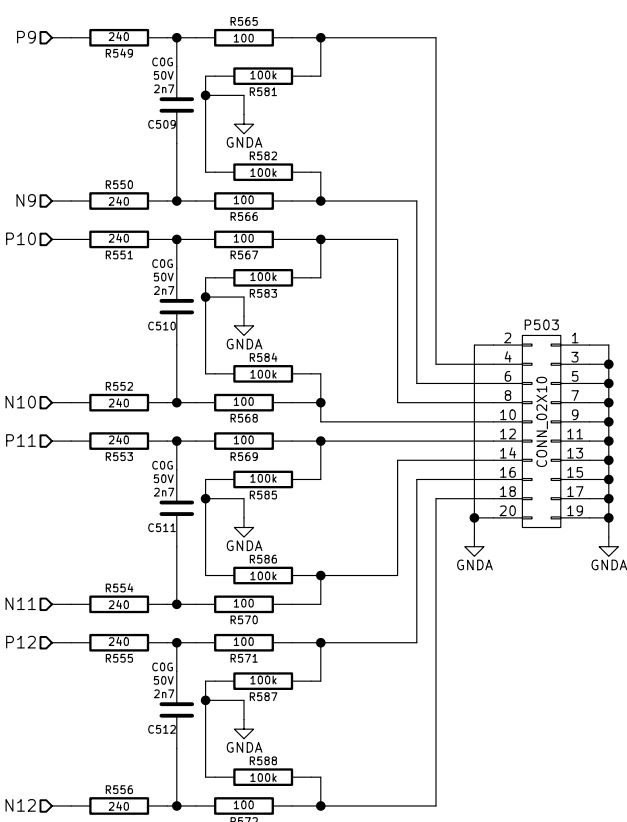 R565
P9
240
100
R549
C0G
50V
2n7
100k
R581
C509
GNDA
R582
100k
R550
N9
240
100
R566
P10
240
100
R551
R567
C0G
50V
2n7
100k
R583
C510
GNDA
R584
100k
R552
N10
240
100
R568
P11
240
100
R553
R569
C0G
50V
2n7
100k
R585
C511
GNDA
R586
100k
R554
N11
240
100
R570
P12
240
100
R555
R571
C0G
50V
2n7
100k
R587
C512
GNDA
R588
100k
R556
N12
240
100
R572
P503
CONN_02X10
2 1
4 3
6 5
8 7
10 9
12 11
14 13
16 15
18 17
20 19
GNDA
GNDA